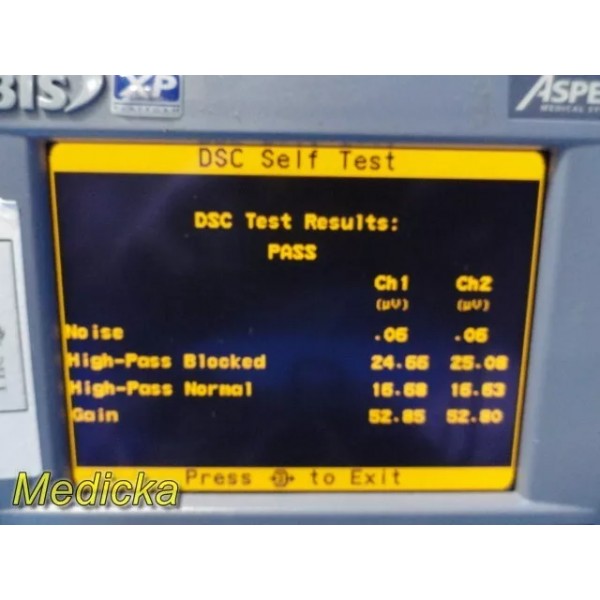 BIS XP
ASPE
MEDICAL SY
DSC Self Test
DSC Test Results:
PASS
Ch1 Ch2
(µV) (µV)
Noise .06 .06
High-Pass Blocked 24.66 25.08
High-Pass Normal 16.68 16.63
Gain 52.85 52.80
Press to Exit
Medicka